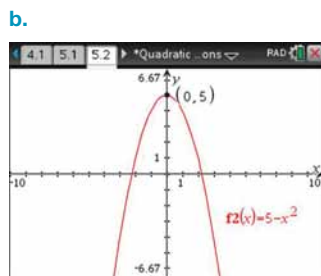 b.
4.1 5.1 5.2 *Quadratic ...ons RAD
6.67 y
(0,5)
1
x
-10 1 10
f2(x)=5-x²
-6.67